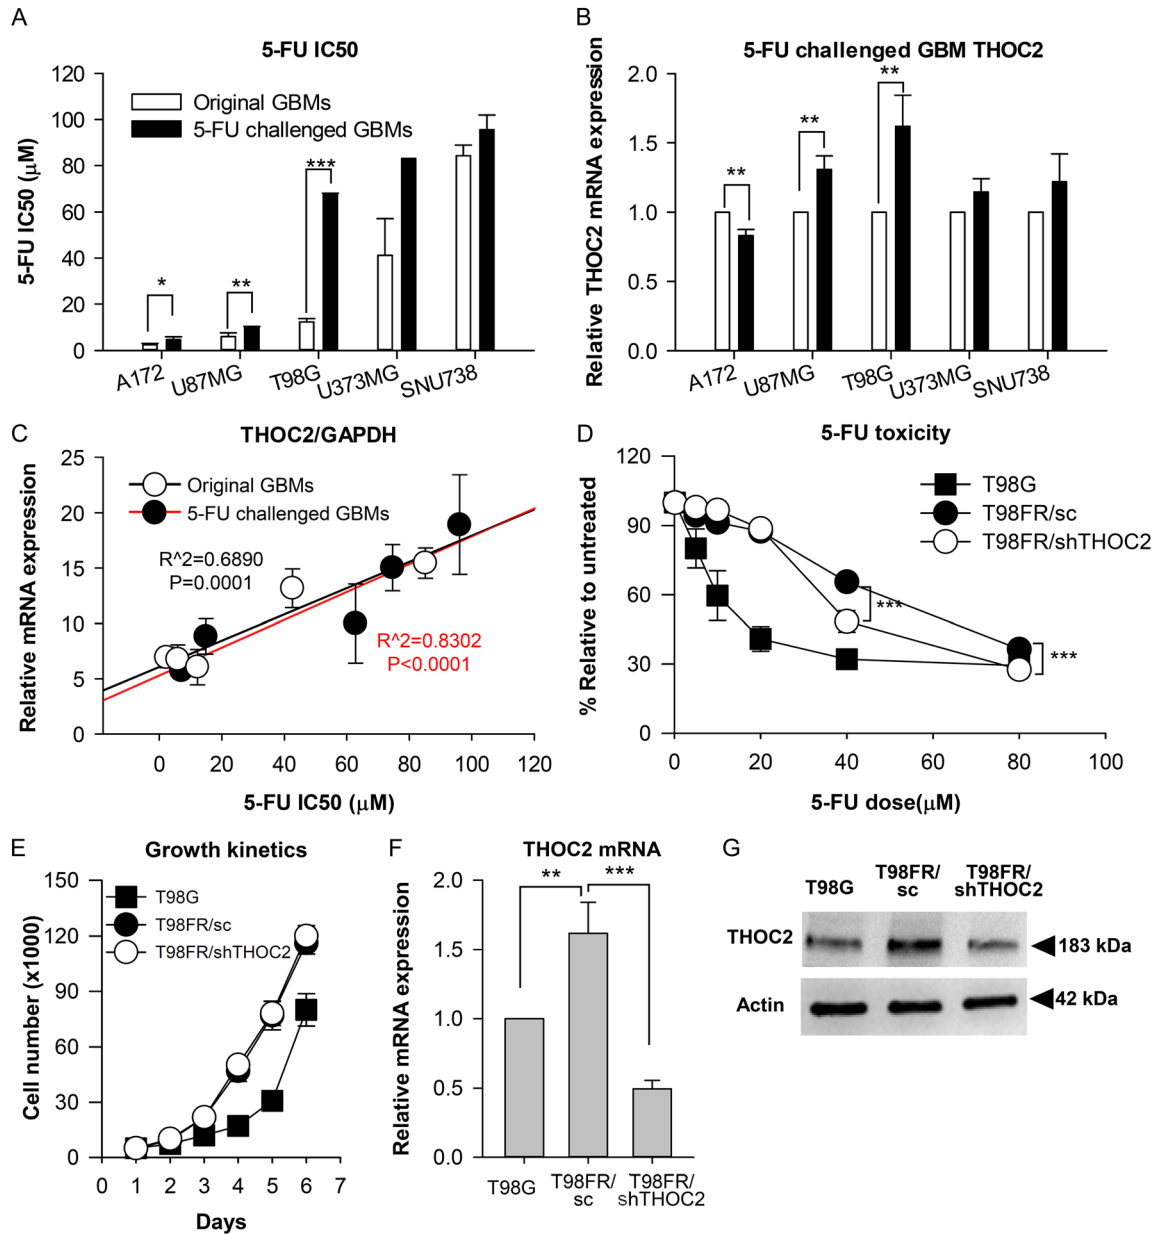 A
5-FU IC50
5-FU IC50 (μM)
120
100
80
60
40
20
0
Original GBMs
5-FU challenged GBMs
*
**
***
A172
U87MG
T98G
U373MG
SNU738
B
5-FU challenged GBM THOC2
Relative THOC2 mRNA expression
2.0
1.5
1.0
0.5
0.0
**
**
**
A172
U87MG
T98G
U373MG
SNU738
C
THOC2/GAPDH
Relative mRNA expression
25
20
15
10
5
0
Original GBMs
5-FU challenged GBMs
R^2=0.6890
P=0.0001
R^2=0.8302
P<0.0001
0 20 40 60 80 100 120
5-FU IC50 (μM)
D
5-FU toxicity
% Relative to untreated
120
90
60
30
0
T98G
T98FR/sc
T98FR/shTHOC2
***
***
0 20 40 60 80 100
5-FU dose(μM)
E
Growth kinetics
Cell number (x1000)
150
120
90
60
30
0
T98G
T98FR/sc
T98FR/shTHOC2
0 1 2 3 4 5 6 7
Days
F
THOC2 mRNA
Relative mRNA expression
2.0
1.5
1.0
0.5
0.0
**
***
T98G
T98FR/
sc
T98FR/
shTHOC2
G
T98G
T98FR/
sc
T98FR/
shTHOC2
THOC2
183 kDa
Actin
42 kDa